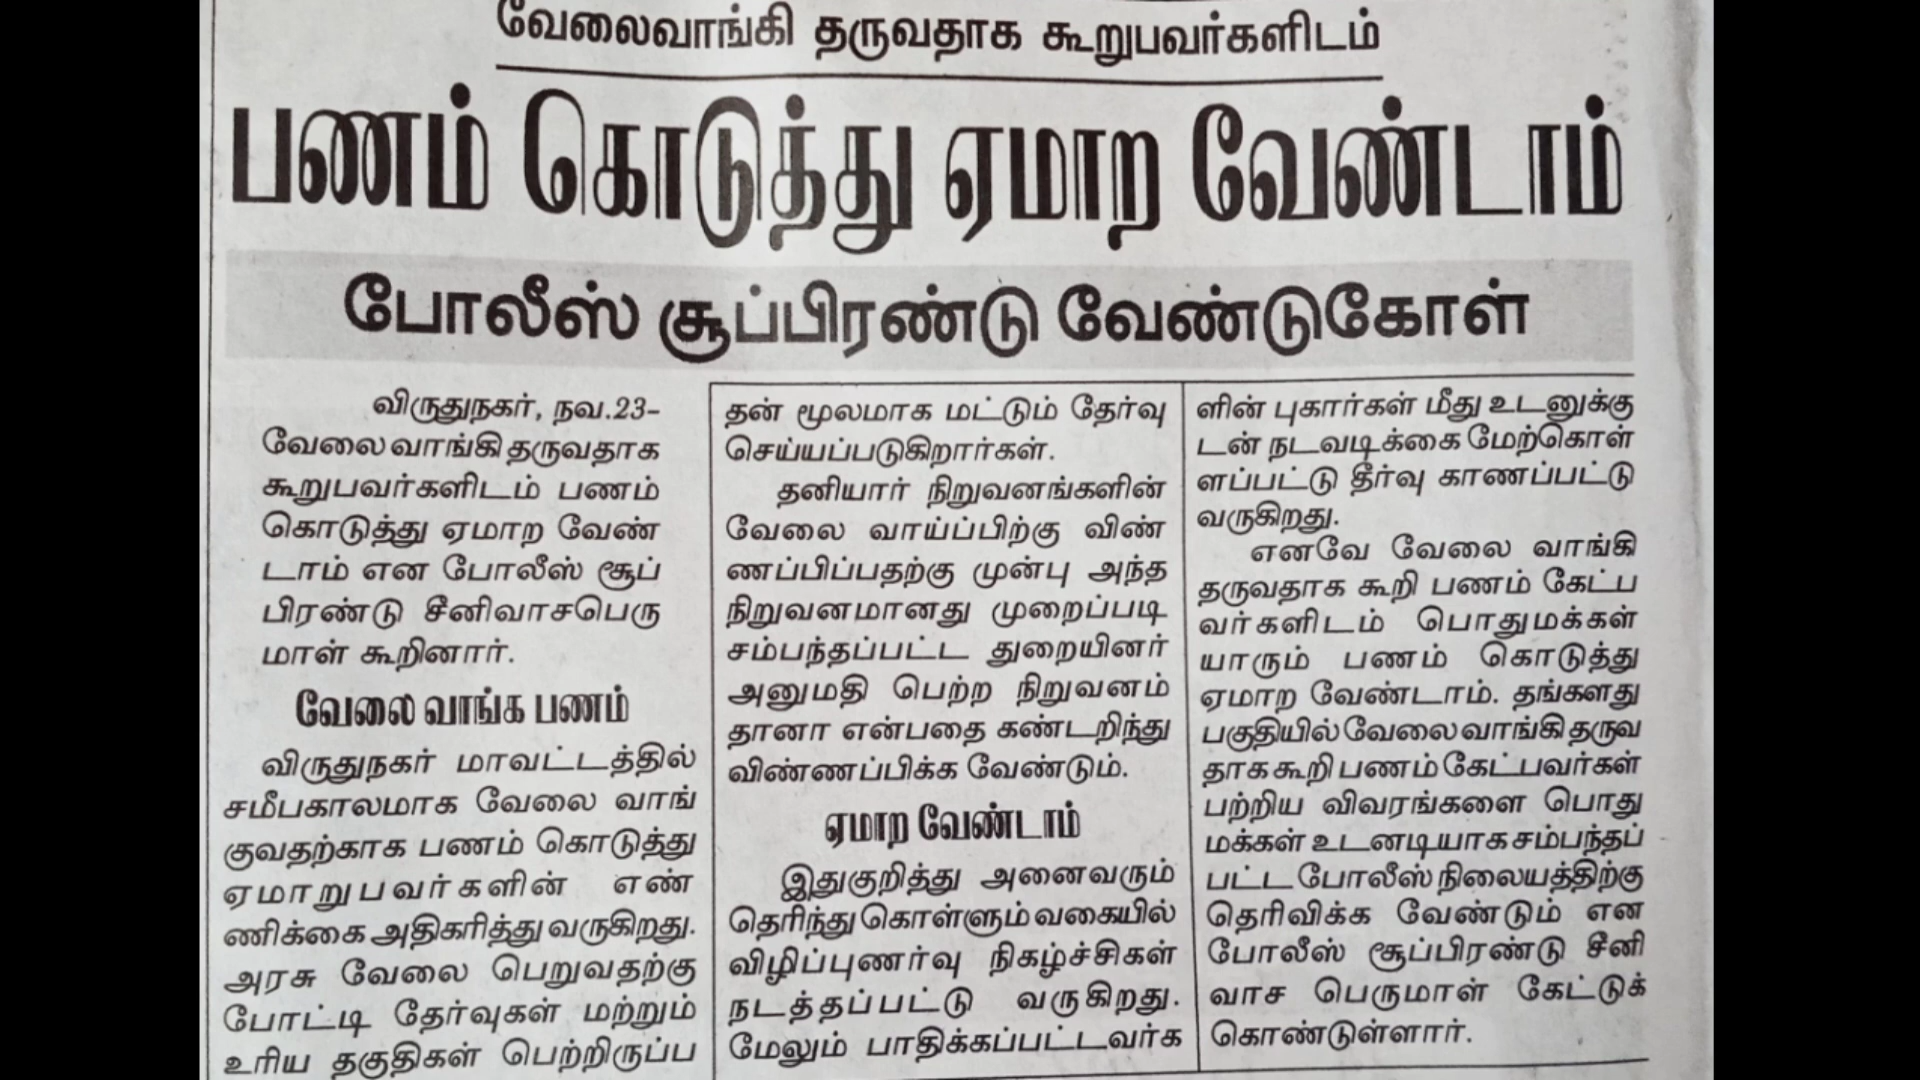 வேலைவாங்கி தருவதாக கூறுபவர்களிடம்
பணம் கொடுத்து ஏமாற வேண்டாம்
போலீஸ் சூப்பிரண்டு வேண்டுகோள்
விருதுநகர், நவ.23-
வேலை வாங்கி தருவதாக
கூறுபவர்களிடம் பணம்
கொடுத்து ஏமாற வேண்
டாம் என போலீஸ் சூப்
பிரண்டு சீனிவாசபெரு
மாள் கூறினார்.
வேலை வாங்க பணம்
விருதுநகர் மாவட்டத்தில்
சமீபகாலமாக வேலை வாங்
குவதற்காக பணம் கொடுத்து
ஏமாறுபவர்களின் எண்
ணிக்கை அதிகரித்து வருகிறது.
அரசு வேலை பெறுவதற்கு
போட்டி தேர்வுகள் மற்றும்
உரிய தகுதிகள் பெற்றிருப்ப
தன் மூலமாக மட்டும் தேர்வு
செய்யப்படுகிறார்கள்.
தனியார் நிறுவனங்களின்
வேலை வாய்ப்பிற்கு விண்
ணப்பிப்பதற்கு முன்பு அந்த
நிறுவனமானது முறைப்படி
சம்பந்தப்பட்ட துறையினர்
அனுமதி பெற்ற நிறுவனம்
தானா என்பதை கண்டறிந்து
விண்ணப்பிக்க வேண்டும்.
ஏமாற வேண்டாம்
இதுகுறித்து அனைவரும்
தெரிந்து கொள்ளும் வகையில்
விழிப்புணர்வு நிகழ்ச்சிகள்
நடத்தப்பட்டு வருகிறது.
மேலும் பாதிக்கப்பட்டவர்க
ளின் புகார்கள் மீது உடனுக்கு
டன் நடவடிக்கை மேற்கொள்
ளப்பட்டு தீர்வு காணப்பட்டு
வருகிறது.
எனவே வேலை வாங்கி
தருவதாக கூறி பணம் கேட்ப
வர்களிடம் பொதுமக்கள்
யாரும் பணம் கொடுத்து
ஏமாற வேண்டாம். தங்களது
பகுதியில் வேலை வாங்கி தருவ
தாக கூறி பணம் கேட்பவர்கள்
பற்றிய விவரங்களை பொது
மக்கள் உடனடியாக சம்பந்தப்
பட்ட போலீஸ் நிலையத்திற்கு
தெரிவிக்க வேண்டும் என
போலீஸ் சூப்பிரண்டு சீனி
வாச பெருமாள் கேட்டுக்
கொண்டுள்ளார்.